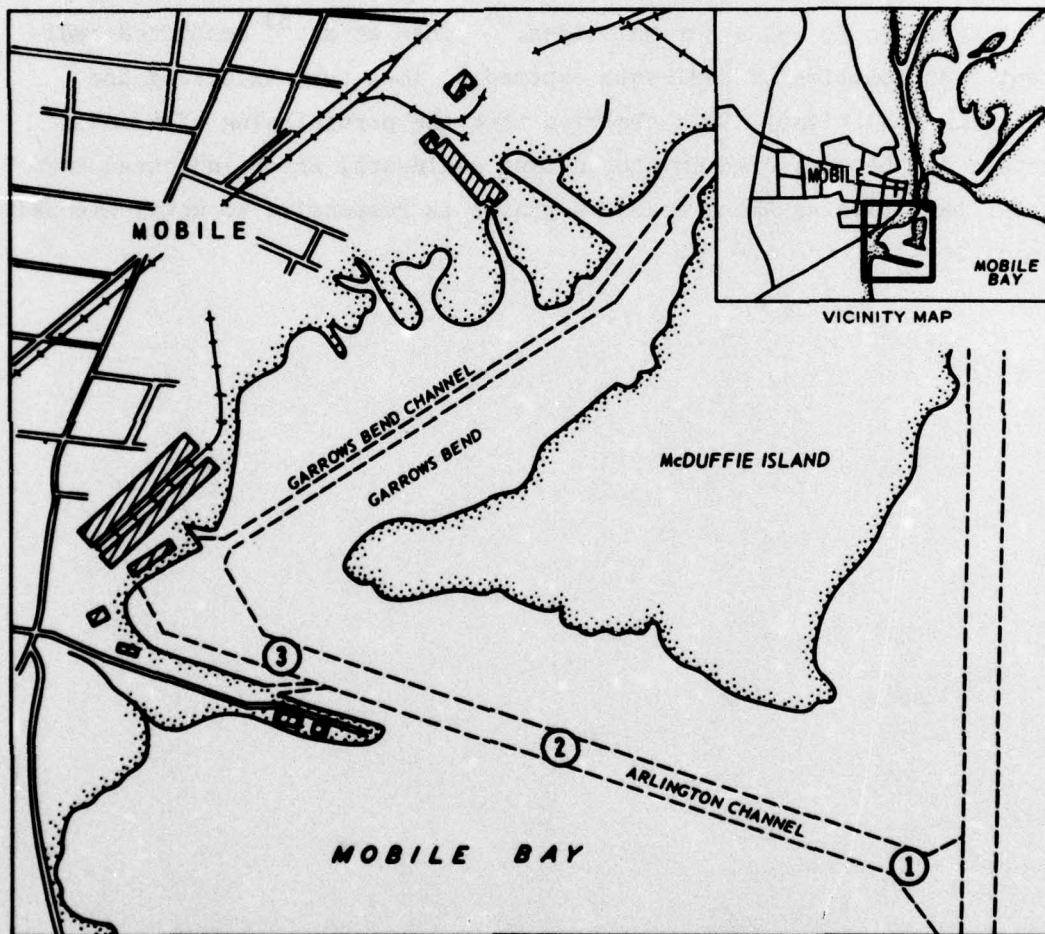 MOBILE
MOBILE
MOBILE
BAY
VICINITY MAP
GARROWS BEND CHANNEL
GARROWS BEND
McDUFFIE ISLAND
3
2
ARLINGTON CHANNEL
1
MOBILE BAY